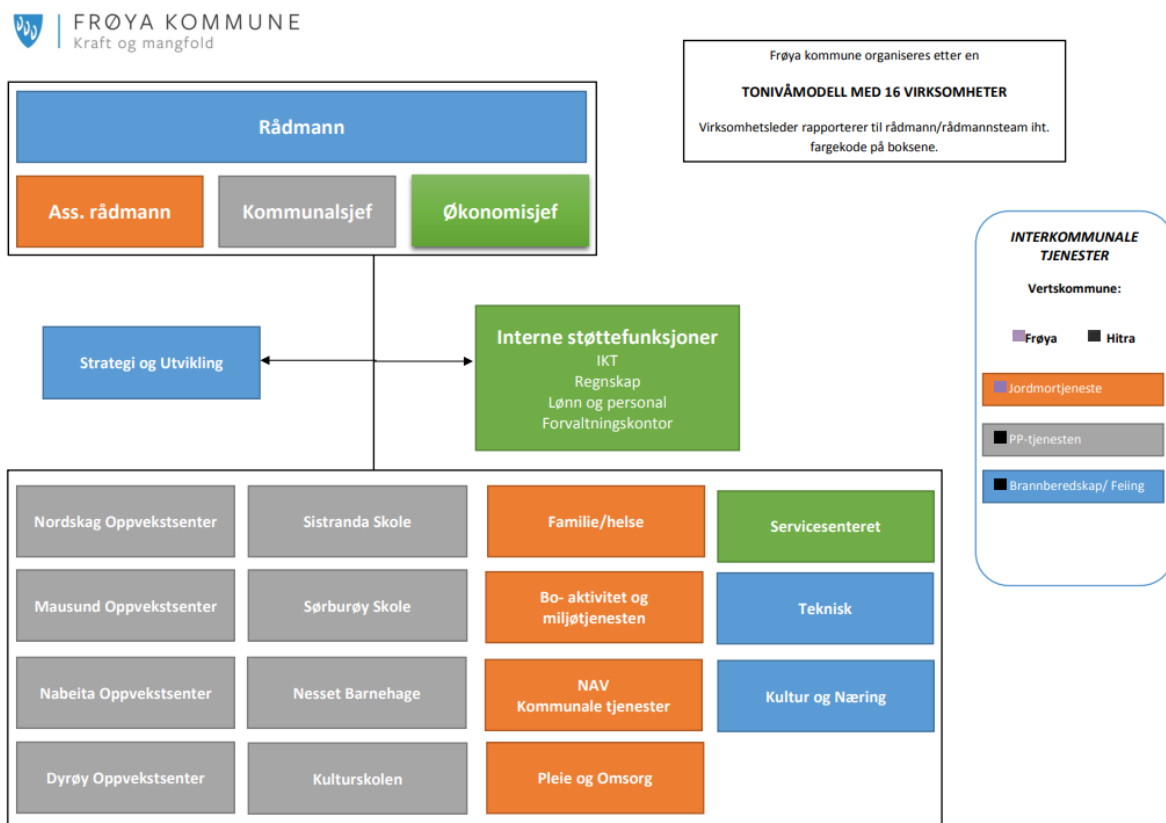 FRØYA KOMMUNE
Kraft og mangfold
Frøya kommune organiseres etter en
TONIVÅMODELL MED 16 VIRKSOMHETER
Virksomhetsleder rapporterer til rådmann/rådmannsteam iht.
fargekode på boksene.
Rådmann
Ass. rådmann
Kommunalsjef
Økonomisjef
Strategi og Utvikling
Interne støttefunksjoner
IKT
Regnskap
Lønn og personal
Forvaltningskontor
INTERKOMMUNALE
TJENESTER
Vertskommune:
Frøya
Hitra
Jordmortjeneste
PP-tjenesten
Brannberedskap/ Feiing
Nordskag Oppvekstsenter
Sistranda Skole
Familie/helse
Servicesenteret
Mausund Oppvekstsenter
Sørburøy Skole
Bo- aktivitet og
miljøtjenesten
Teknisk
Nabeita Oppvekstsenter
Nesset Barnehage
NAV
Kommunale tjenester
Kultur og Næring
Dyrøy Oppvekstsenter
Kulturskolen
Pleie og Omsorg